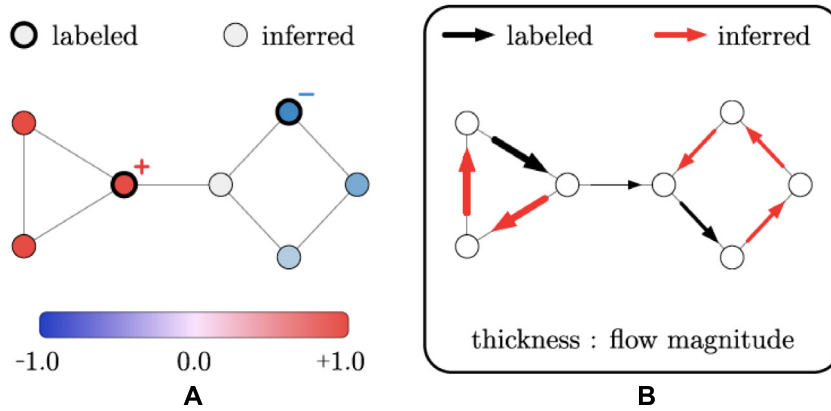 labeled inferred
−
+
-1.0 0.0 +1.0
A
labeled inferred
thickness : flow magnitude
B